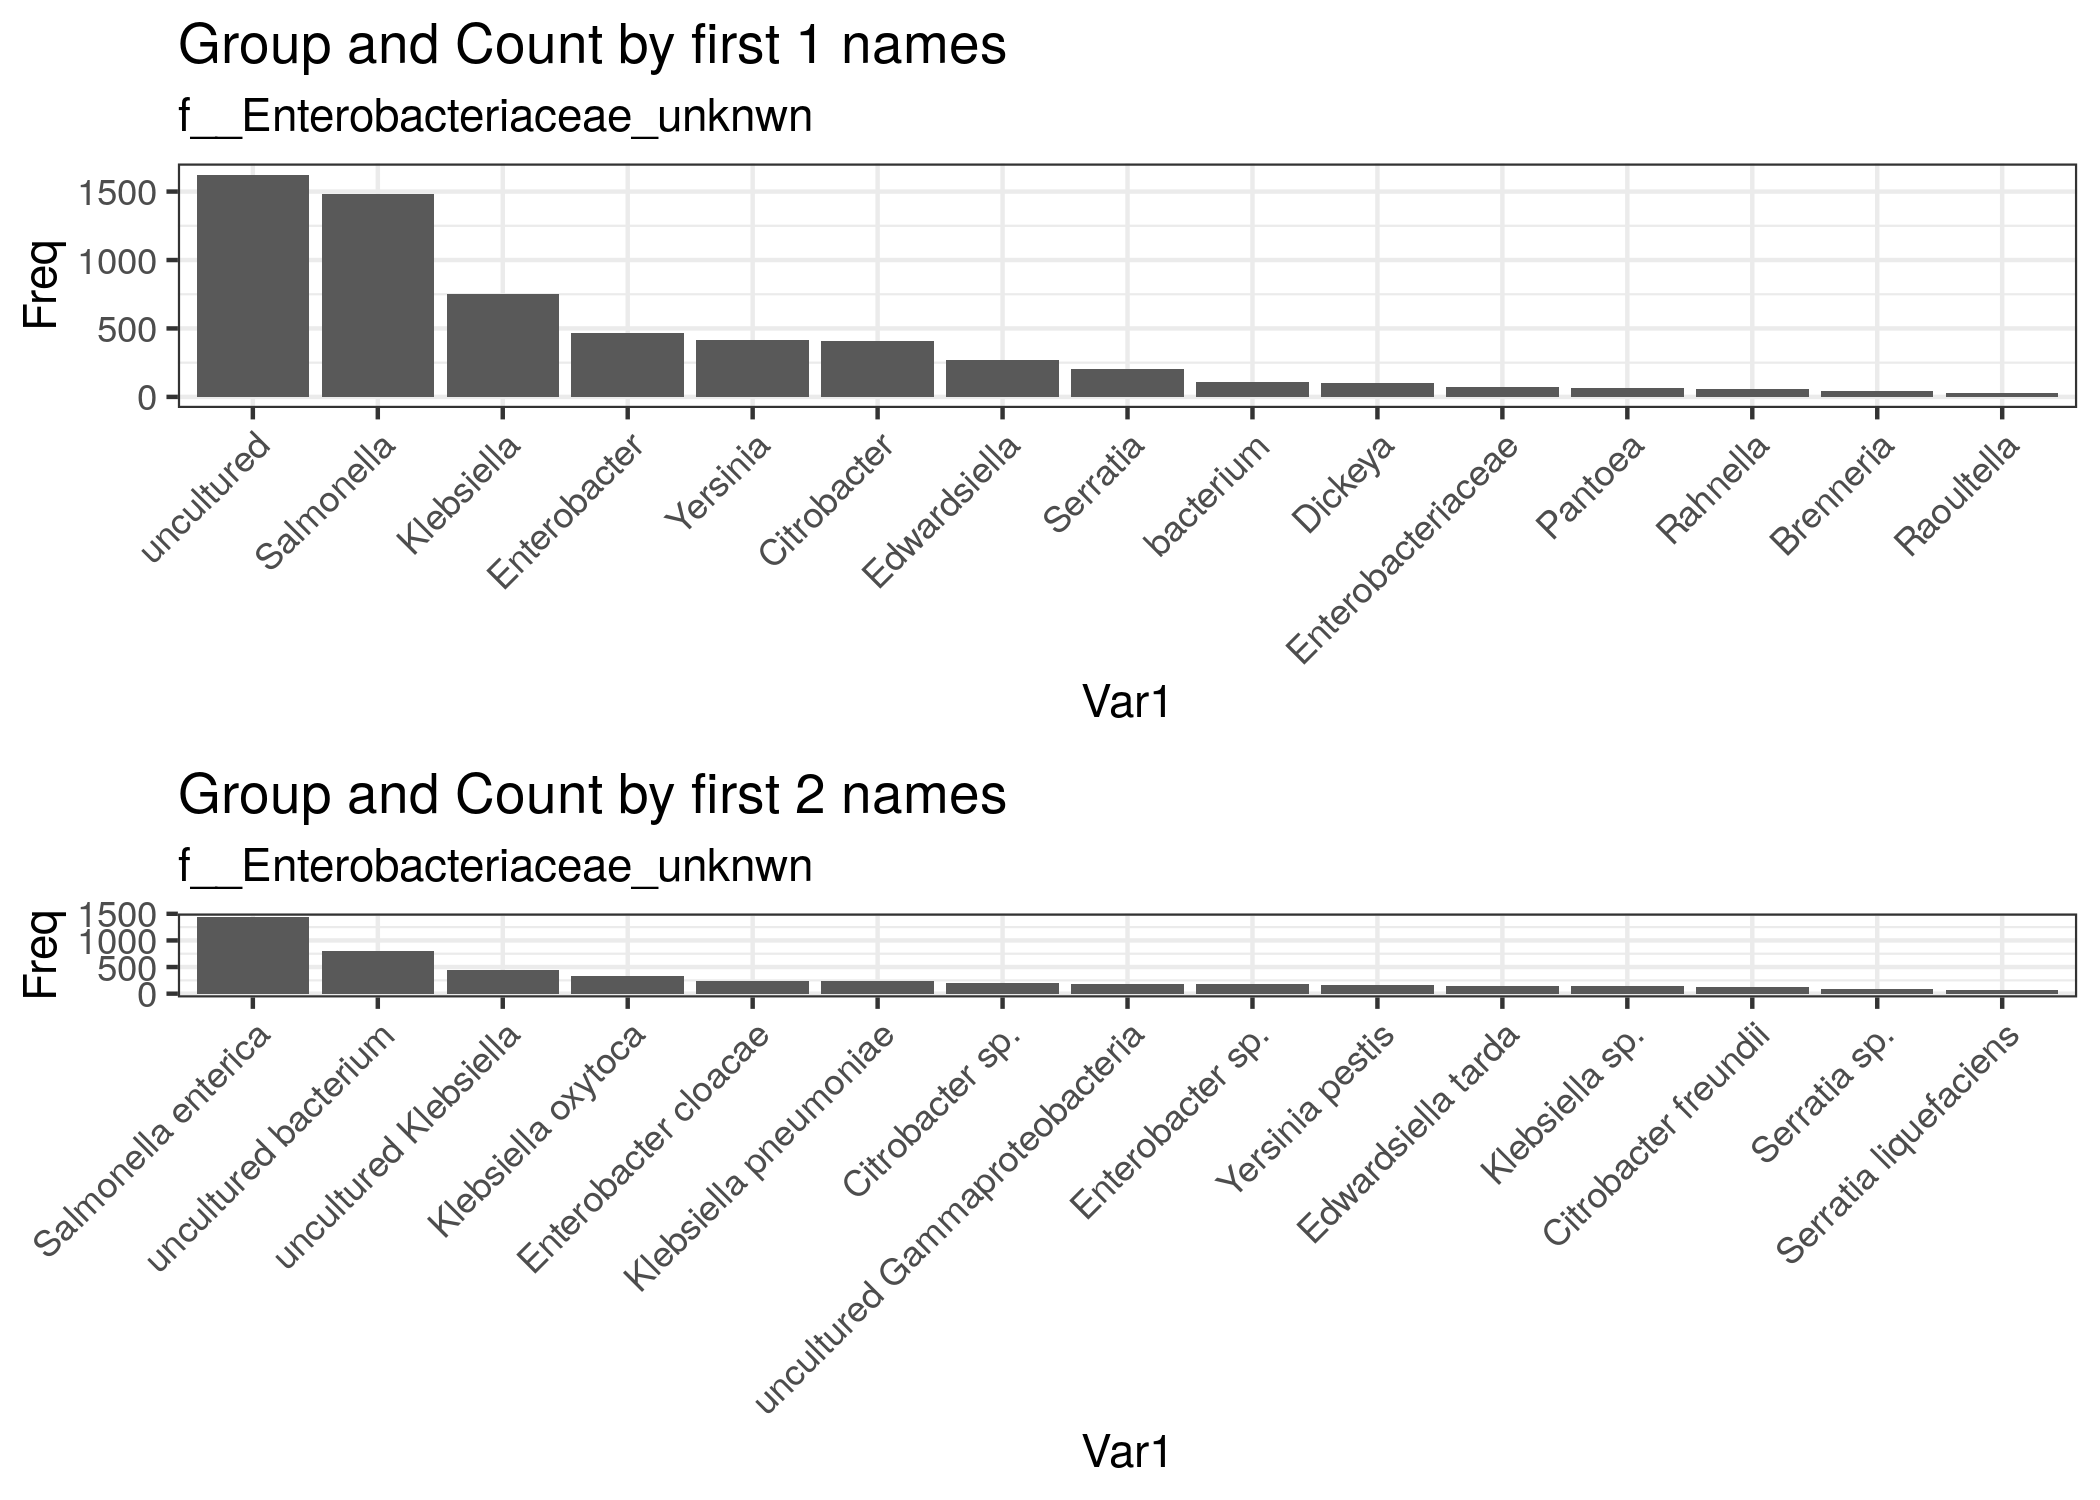 Group and Count by first 1 names
f__Enterobacteriaceae_unknwn
Freq
1500
1000
500
0
uncultured
Salmonella
Klebsiella
Enterobacter
Yersinia
Citrobacter
Edwardsiella
Serratia
bacterium
Dickeya
Enterobacteriaceae
Pantoea
Rahnella
Brenneria
Raoultella
Var1
Group and Count by first 2 names
f__Enterobacteriaceae_unknwn
Freq
1500
1000
500
0
Salmonella enterica
uncultured bacterium
uncultured Klebsiella
Klebsiella oxytoca
Enterobacter cloacae
Klebsiella pneumoniae
Citrobacter sp.
uncultured Gammaproteobacteria
Enterobacter sp.
Yersinia pestis
Edwardsiella tarda
Klebsiella sp.
Citrobacter freundii
Serratia sp.
Serratia liquefaciens
Var1